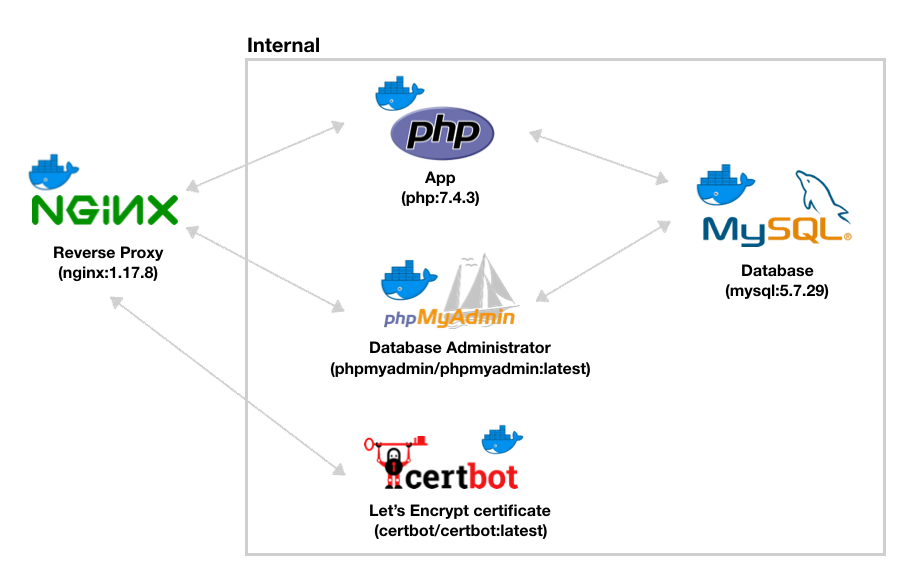 Internal
php
App
(php:7.4.3)
NGiNX
Reverse Proxy
(nginx:1.17.8)
MySQL®
Database
(mysql:5.7.29)
phpMyAdmin
Database Administrator
(phpmyadmin/phpmyadmin:latest)
certbot
Let's Encrypt certificate
(certbot/certbot:latest)